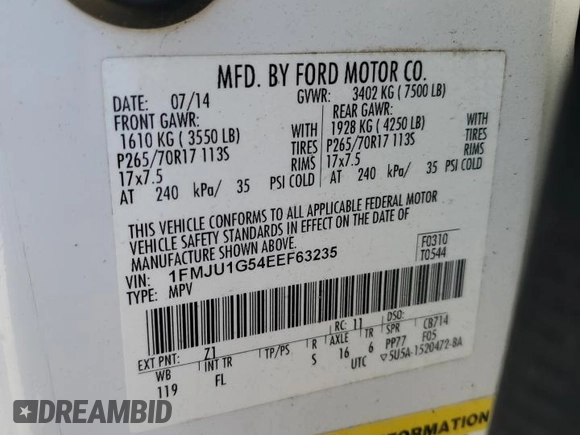 MFD. BY FORD MOTOR CO.
DATE: 07/14 GVWR: 3402 KG ( 7500 LB)
FRONT GAWR: REAR GAWR:
1610 KG ( 3550 LB) WITH 1928 KG ( 4250 LB) WITH
P265/70R17 113S TIRES P265/70R17 113S TIRES
17x7.5 RIMS 17x7.5 RIMS
AT 240 kPa/ 35 PSI COLD AT 240 kPa/ 35 PSI COLD
THIS VEHICLE CONFORMS TO ALL APPLICABLE FEDERAL MOTOR
VEHICLE SAFETY STANDARDS IN EFFECT ON THE DATE OF
MANUFACTURE SHOWN ABOVE.
VIN: 1FMJU1G54EEF63235 F0310
TYPE: MPV T0544
EXT PNT: Z1 RC: 11 DSO:
WB INT TR TP/PS R AXLE TR SPR CB714
119 FL S 16 6 PP77 F05
UTC ▽5U5A-1520472-BA
DREAMBID
INFORMATION